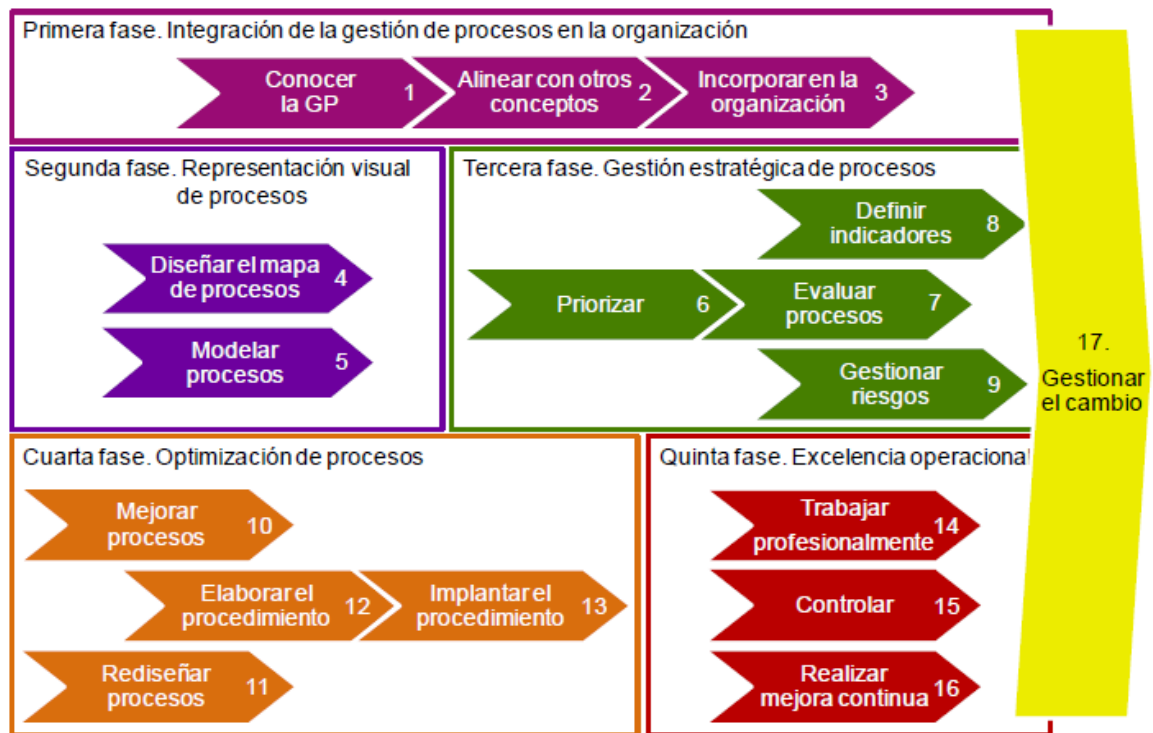 Primera fase. Integración de la gestión de procesos en la organización
Conocer
la GP
1
Alinear con otros
conceptos
2
Incorporar en la
organización
3
Segunda fase. Representación visual
de procesos
Diseñar el mapa
de procesos
4
Modelar
procesos
5
Tercera fase. Gestión estratégica de procesos
Definir
indicadores
8
Priorizar
6
Evaluar
procesos
7
Gestionar
riesgos
9
Cuarta fase. Optimización de procesos
Mejorar
procesos
10
Elaborar el
procedimiento
12
Implantar el
procedimiento
13
Rediseñar
procesos
11
Quinta fase. Excelencia operacional
Trabajar
profesionalmente
14
Controlar
15
Realizar
mejora continua
16
17.
Gestionar
el cambio